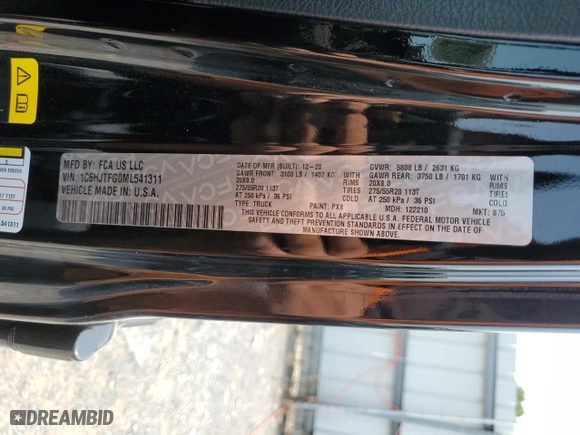 MFD BY: FCA US LLC
VIN: 1C6HJTFG0ML541311
VEHICLE MADE IN U.S.A.
DATE OF MFR (BUILT): 12-20
GVWR: 5800 LB / 2631 KG
GAWR FRONT 3100 LB / 1407 KG WITH
GAWR REAR: 3750 LB / 1701 KG WITH
20X8.0 RIMS
20X8.0 RIMS
275/55R20 113T TIRES
275/55R20 113T TIRES
AT 250 kPa / 36 PSI COLD
AT 250 kPa / 36 PSI COLD
TYPE: TRUCK
PAINT: PX8
MDH: 122210
MKT: 875
THIS VEHICLE CONFORMS TO ALL APPLICABLE U.S.A. FEDERAL MOTOR VEHICLE
SAFETY AND THEFT PREVENTION STANDARDS IN EFFECT ON THE DATE OF
MANUFACTURE SHOWN ABOVE.
L541311
DREAMBID